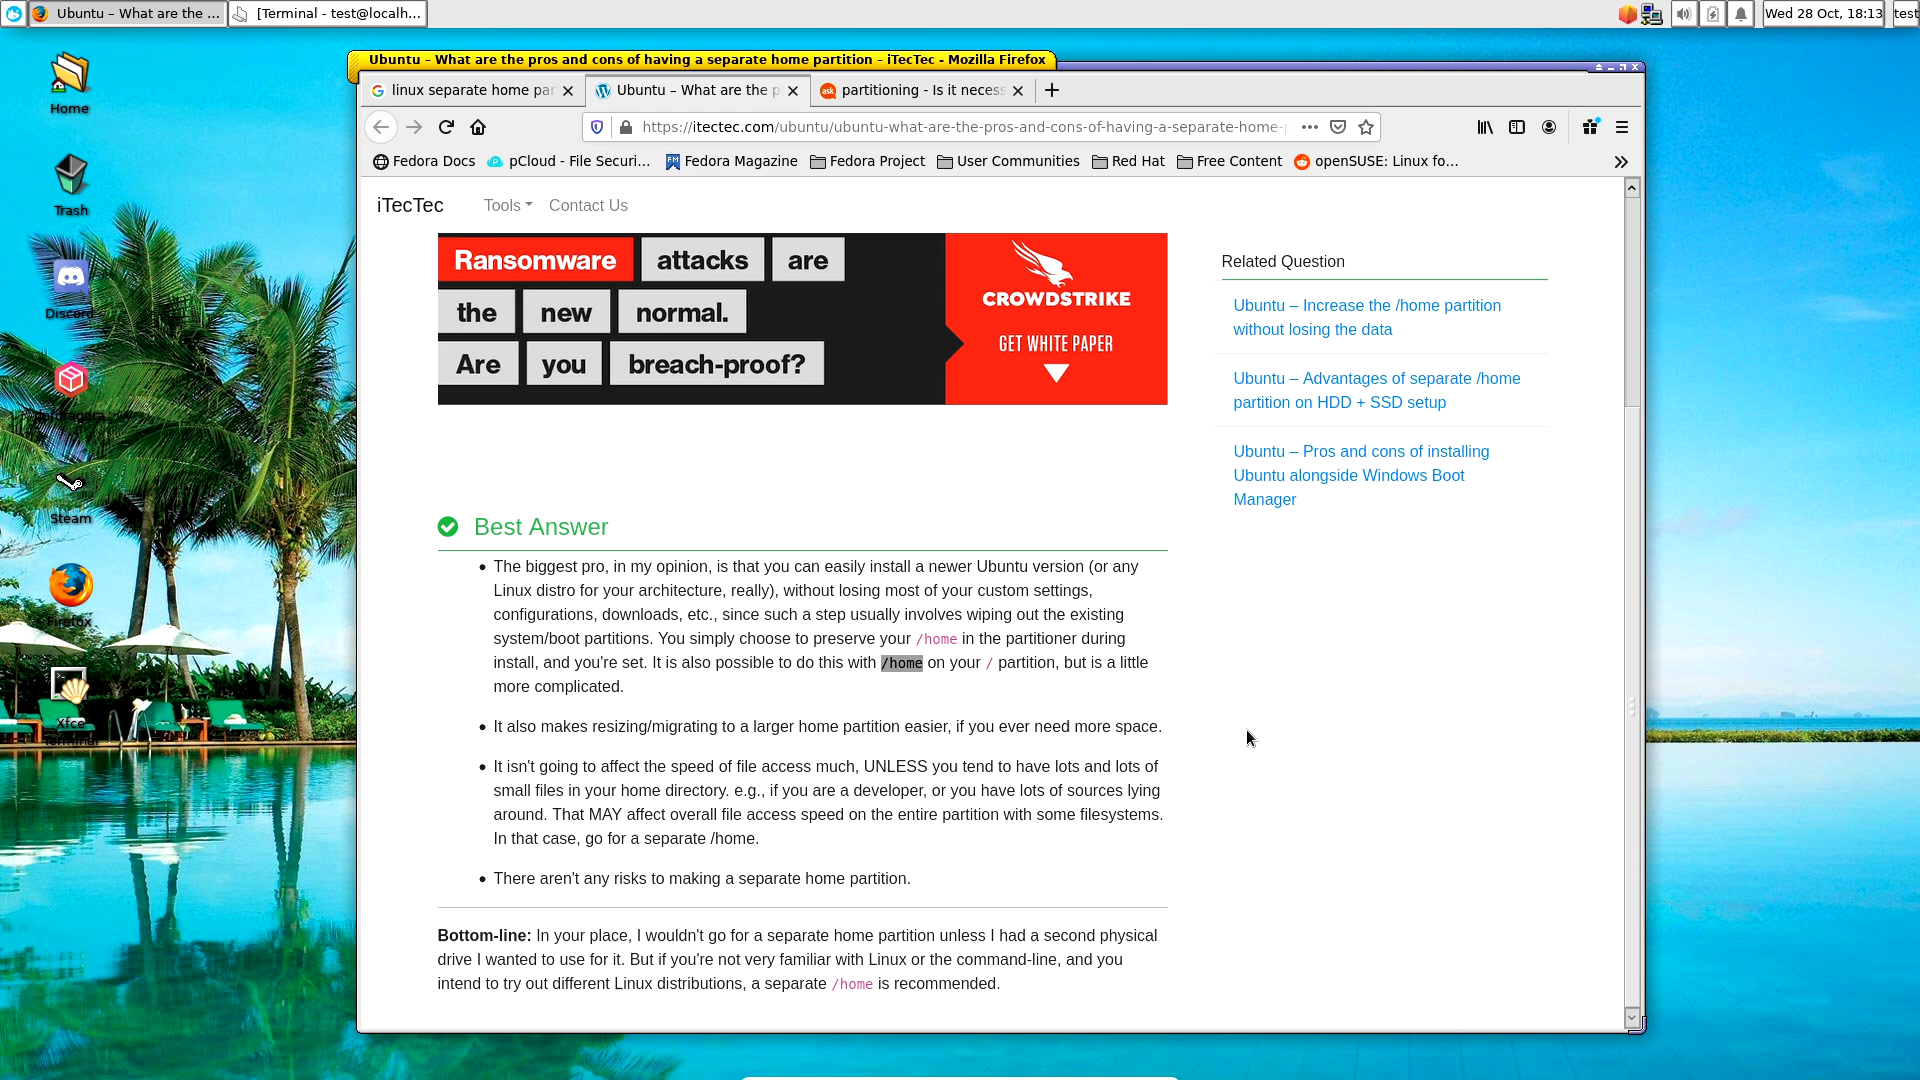 Ubuntu – What are the ...
[Terminal - test@localh...
Wed 28 Oct, 18:13
test
Ubuntu – What are the pros and cons of having a separate home partition – iTecTec - Mozilla Firefox
linux separate home par
Ubuntu – What are the p
partitioning - Is it necess
https://itectec.com/ubuntu/ubuntu-what-are-the-pros-and-cons-of-having-a-separate-home-
Fedora Docs
pCloud - File Securi...
Fedora Magazine
Fedora Project
User Communities
Red Hat
Free Content
openSUSE: Linux fo...
Home
Trash
Discord
Steam
Firefox
Xfce
Terminal
iTecTec
Tools
Contact Us
Ransomware attacks are
the new normal.
Are you breach-proof?
CROWDSTRIKE
GET WHITE PAPER
Related Question
Ubuntu – Increase the /home partition
without losing the data
Ubuntu – Advantages of separate /home
partition on HDD + SSD setup
Ubuntu – Pros and cons of installing
Ubuntu alongside Windows Boot
Manager
Best Answer
The biggest pro, in my opinion, is that you can easily install a newer Ubuntu version (or any
Linux distro for your architecture, really), without losing most of your custom settings,
configurations, downloads, etc., since such a step usually involves wiping out the existing
system/boot partitions. You simply choose to preserve your /home in the partitioner during
install, and you're set. It is also possible to do this with /home on your / partition, but is a little
more complicated.
It also makes resizing/migrating to a larger home partition easier, if you ever need more space.
It isn't going to affect the speed of file access much, UNLESS you tend to have lots and lots of
small files in your home directory. e.g., if you are a developer, or you have lots of sources lying
around. That MAY affect overall file access speed on the entire partition with some filesystems.
In that case, go for a separate /home.
There aren't any risks to making a separate home partition.
Bottom-line: In your place, I wouldn't go for a separate home partition unless I had a second physical
drive I wanted to use for it. But if you're not very familiar with Linux or the command-line, and you
intend to try out different Linux distributions, a separate /home is recommended.